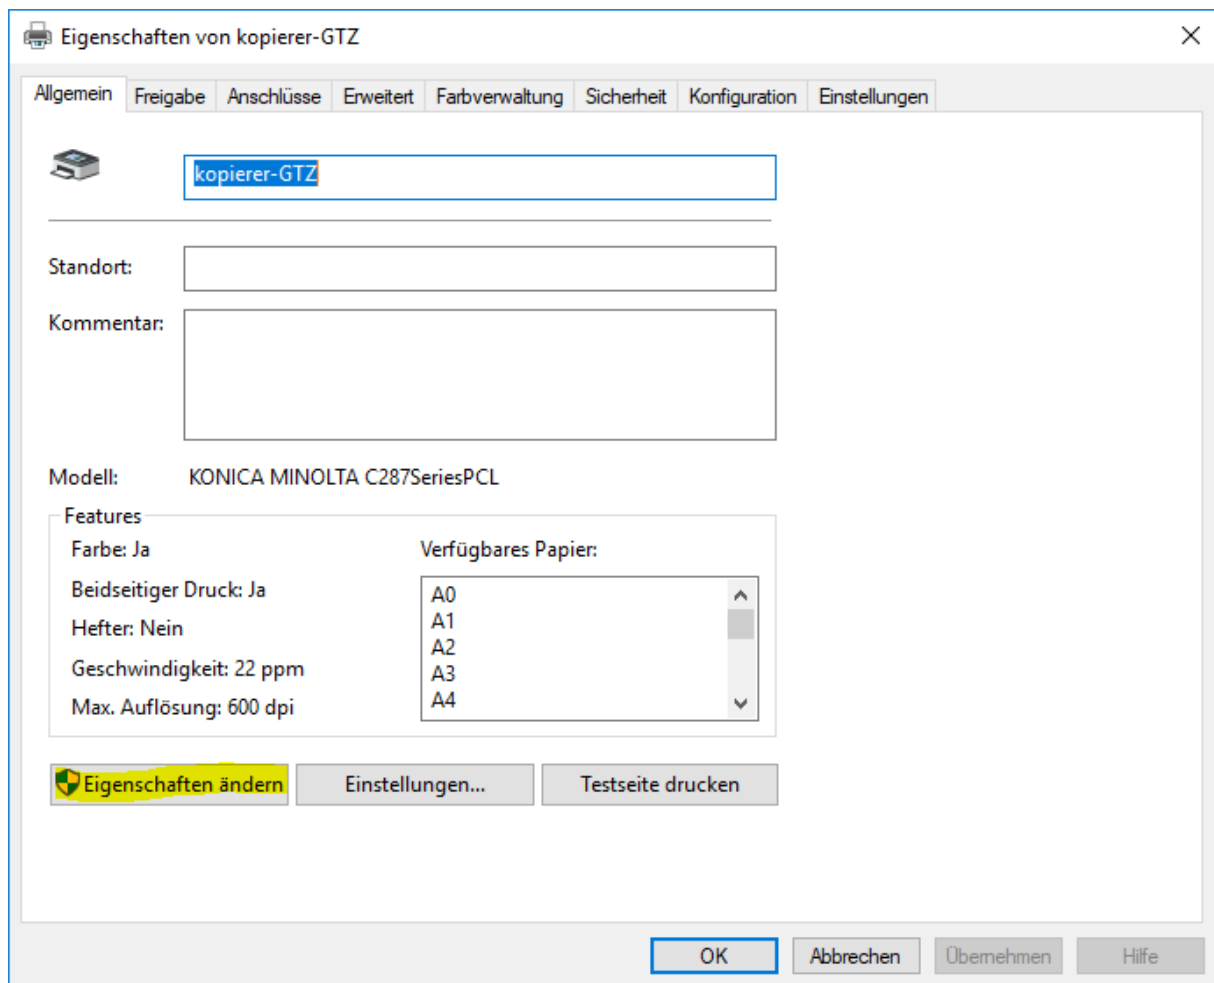 Eigenschaften von kopierer-GTZ
Allgemein Freigabe Anschlüsse Erweitert Farbverwaltung Sicherheit Konfiguration Einstellungen
kopierer-GTZ
Standort:
Kommentar:
Modell: KONICA MINOLTA C287SeriesPCL
Features
Farbe: Ja
Beidseitiger Druck: Ja
Hefter: Nein
Geschwindigkeit: 22 ppm
Max. Auflösung: 600 dpi
Verfügbares Papier:
A0
A1
A2
A3
A4
Eigenschaften ändern Einstellungen... Testseite drucken
OK Abbrechen Übernehmen Hilfe